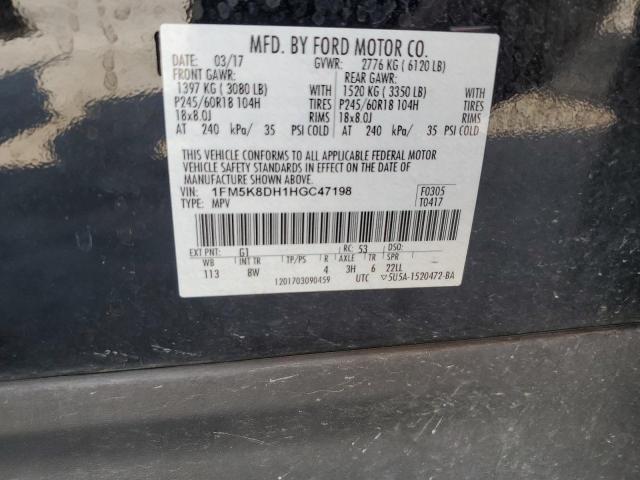 MFD. BY FORD MOTOR CO.
DATE: 03/17 GVWR: 2776 KG ( 6120 LB)
FRONT GAWR: REAR GAWR:
1397 KG ( 3080 LB) WITH 1520 KG ( 3350 LB) WITH
P245/60R18 104H TIRES P245/60R18 104H TIRES
18x8.0J RIMS 18x8.0J RIMS
AT 240 kPa/ 35 PSI COLD AT 240 kPa/ 35 PSI COLD
THIS VEHICLE CONFORMS TO ALL APPLICABLE FEDERAL MOTOR
VEHICLE SAFETY STANDARDS IN EFFECT ON THE DATE OF
MANUFACTURE SHOWN ABOVE.
VIN: 1FM5K8DH1HGC47198 F0305
TYPE: MPV T0417
EXT PNT: G1 RC: 53 DSO:
WB INT TR TP/PS R AXLE TR SPR
113 8W 4 3H 6 22LL
1201703090459 UTC 5U5A-1520472-BA